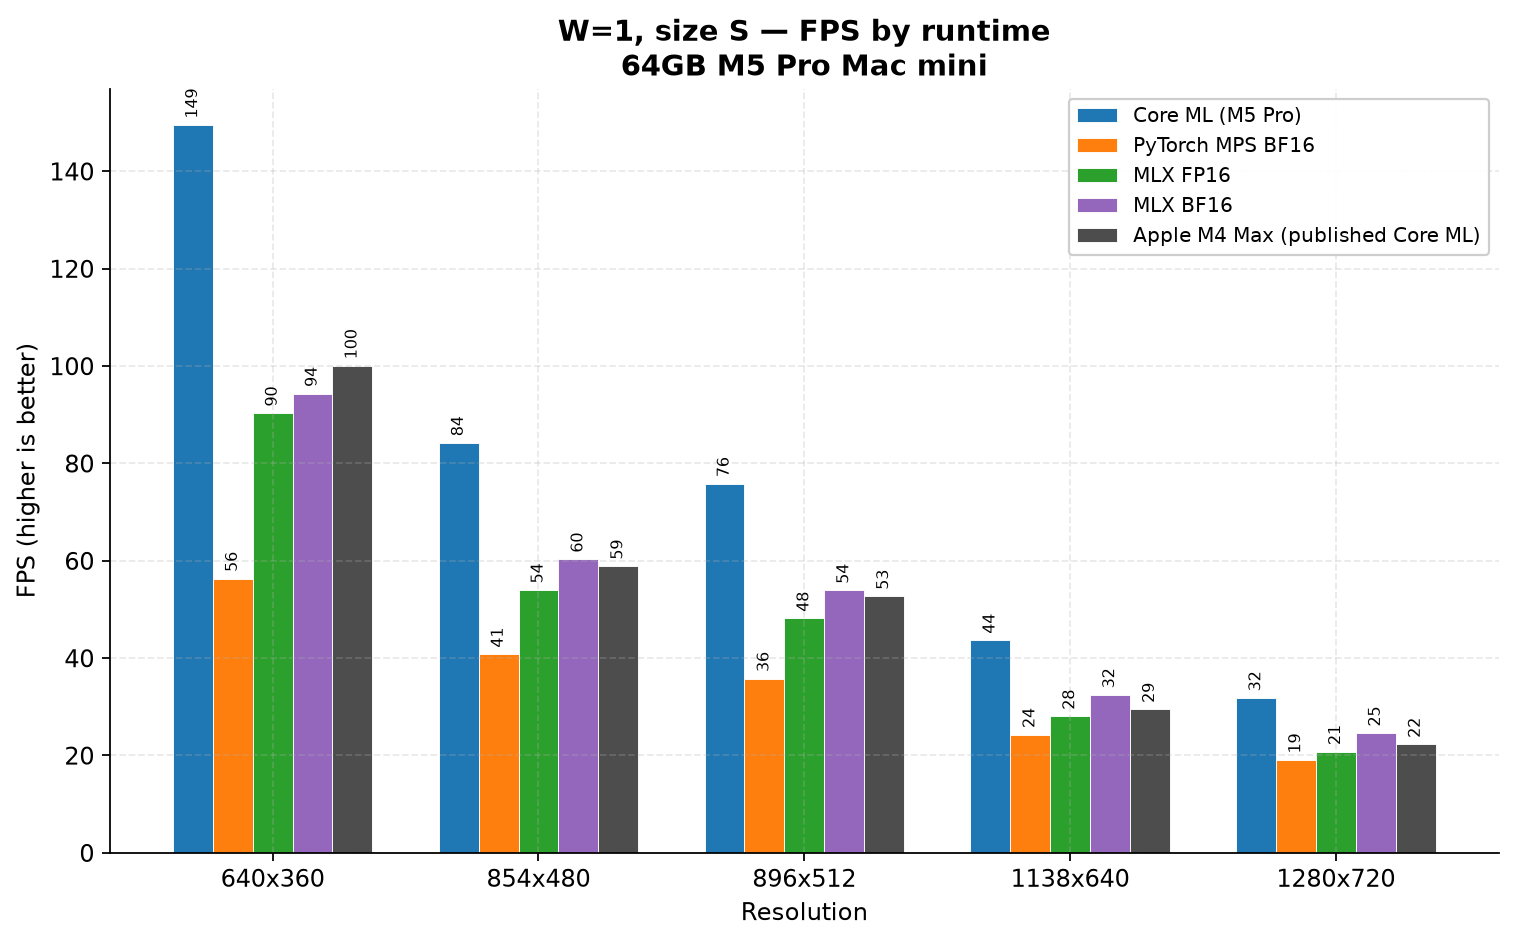 W=1, size S — FPS by runtime
64GB M5 Pro Mac mini
Core ML (M5 Pro)
PyTorch MPS BF16
MLX FP16
MLX BF16
Apple M4 Max (published Core ML)
FPS (higher is better)
140
120
100
80
60
40
20
0
149
56
90
94
100
84
41
54
60
59
76
36
48
54
53
44
24
28
32
29
32
19
21
25
22
640x360
854x480
896x512
1138x640
1280x720
Resolution